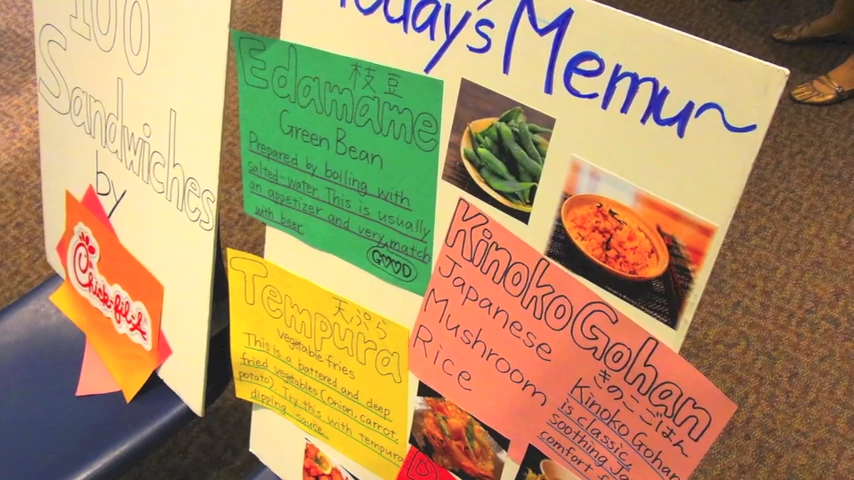 100
Sandwiches
by
Chick-fil-A
Today's Memu~
Edamame
枝豆
Green Bean
Prepared by boiling with
salted-water. This is usually
an appetizer and very match
with beer.
GOOD
Tempura
天ぷら
vegetable fries
This is a battered and deep
fried vegetables (onion, carrot,
potato). Try this with tempura
dipping sauce.
Kinoko Gohan
きのこごはん
Japanese
Mushroom
Rice
Kinoko Gohan
is classic,
soothing
comfort